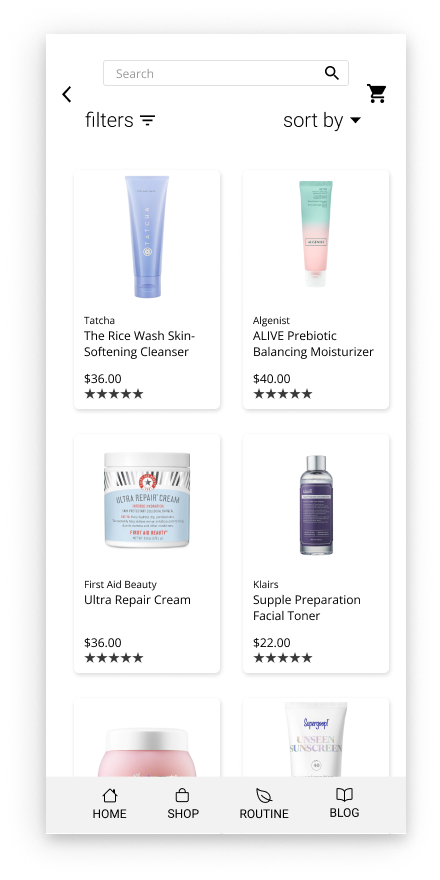 Search
filters
sort by
TATCHA
ALGENIST
Tatcha
The Rice Wash Skin-
Softening Cleanser
$36.00
★★★★★
Algenist
ALIVE Prebiotic
Balancing Moisturizer
$40.00
★★★★★
ULTRA REPAIR CREAM
INTENSE HYDRATION
FIRST AID BEAUTY
First Aid Beauty
Ultra Repair Cream
$36.00
★★★★★
Klairs
Supple Preparation
Facial Toner
$22.00
★★★★★
Supergoop!
UNSEEN
SUNSCREEN
40
HOME
SHOP
ROUTINE
BLOG